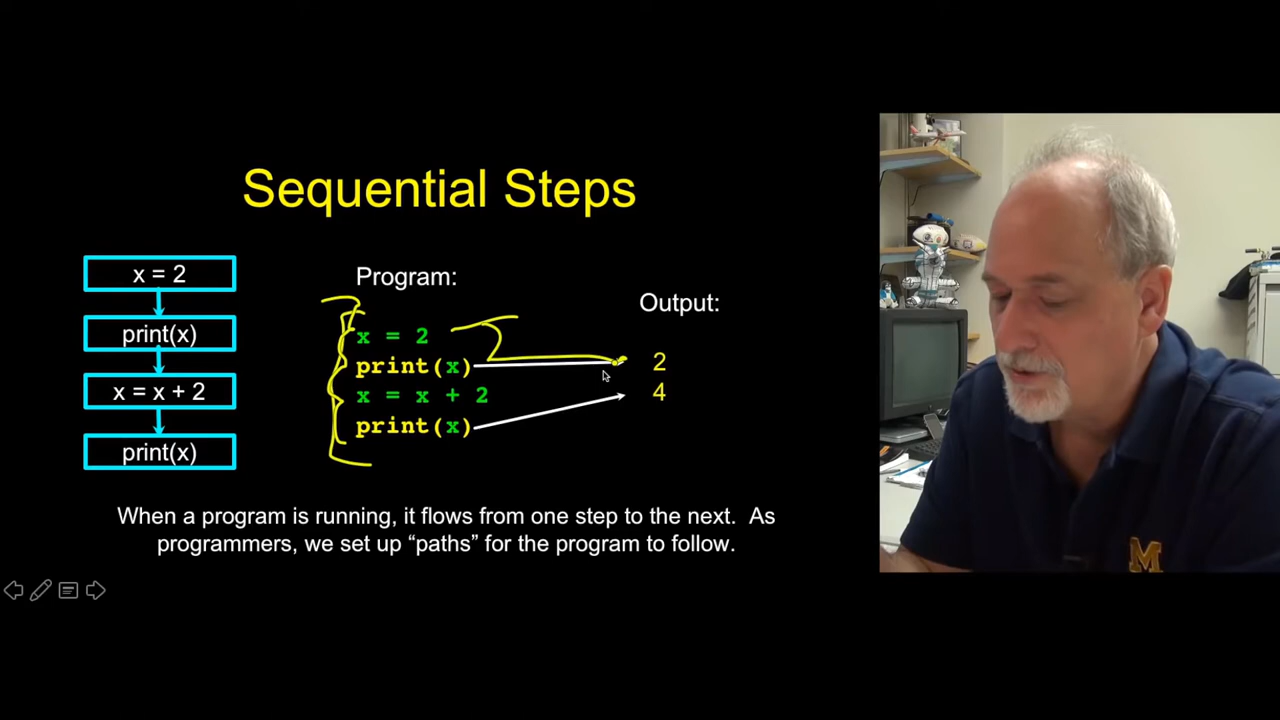 Sequential Steps
x = 2
print(x)
x = x + 2
print(x)
Program:
x = 2
print(x)
x = x + 2
print(x)
Output:
2
4
When a program is running, it flows from one step to the next. As
programmers, we set up “paths” for the program to follow.
M